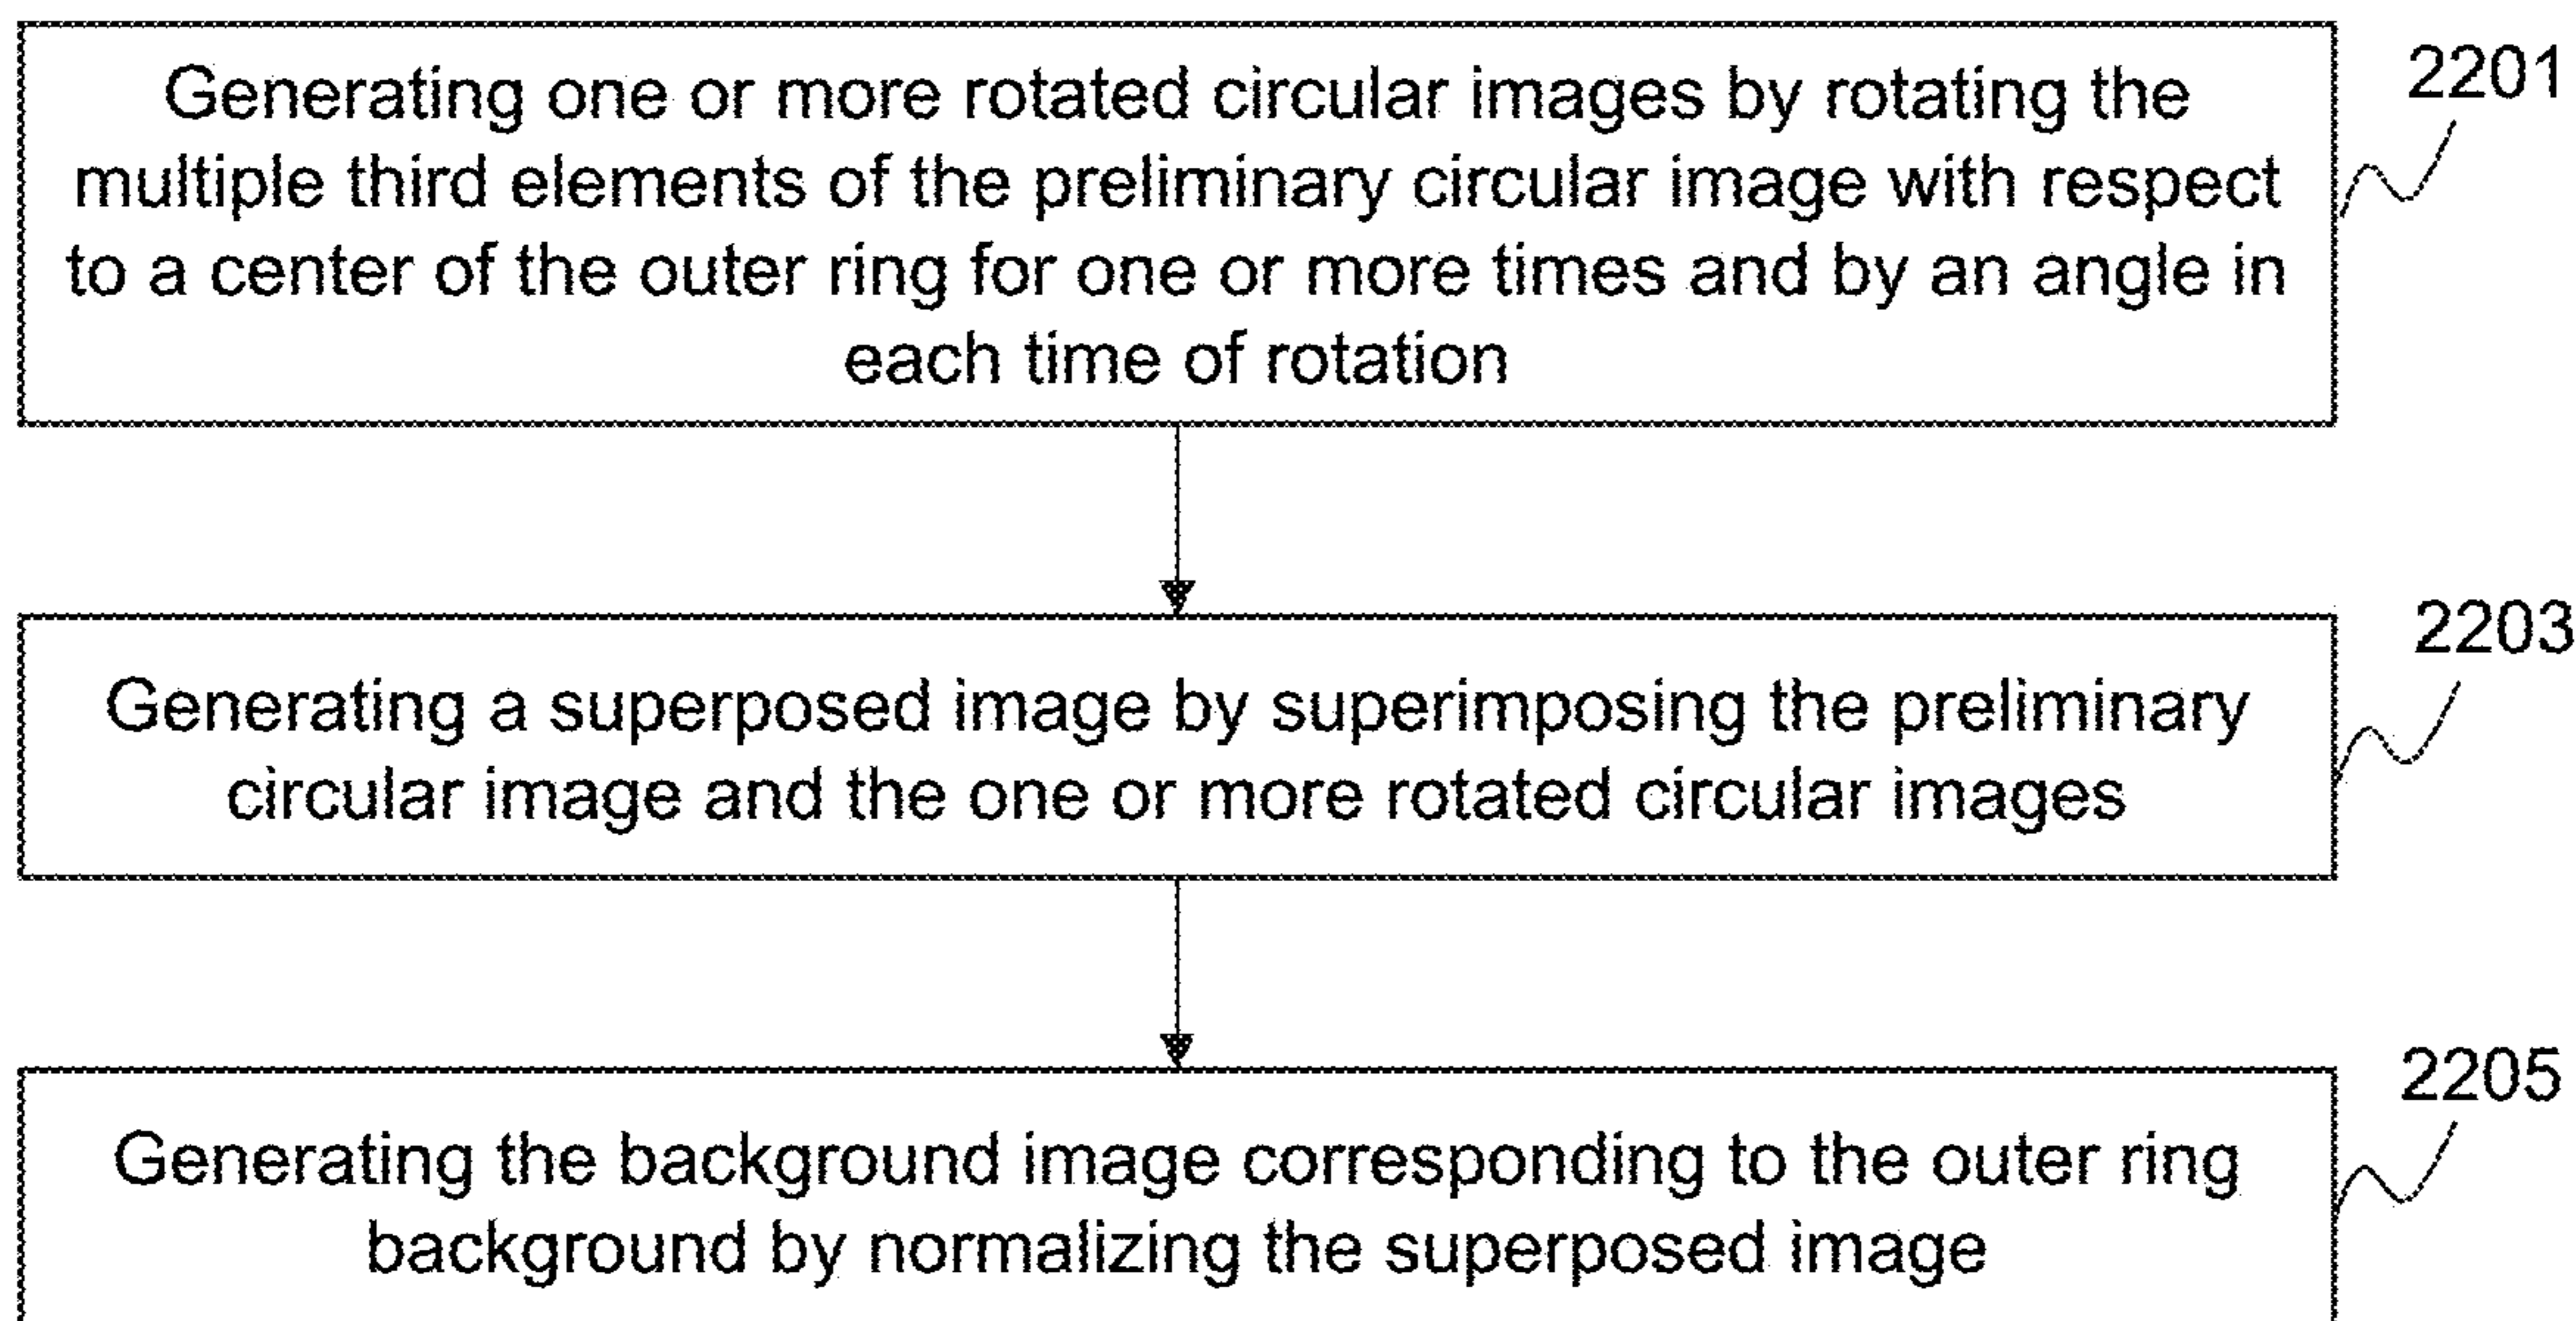 Generating one or more rotated circular images by rotating the
multiple third elements of the preliminary circular image with respect
to a center of the outer ring for one or more times and by an angle in
each time of rotation
2201
Generating a superposed image by superimposing the preliminary
circular image and the one or more rotated circular images
2203
Generating the background image corresponding to the outer ring
background by normalizing the superposed image
2205